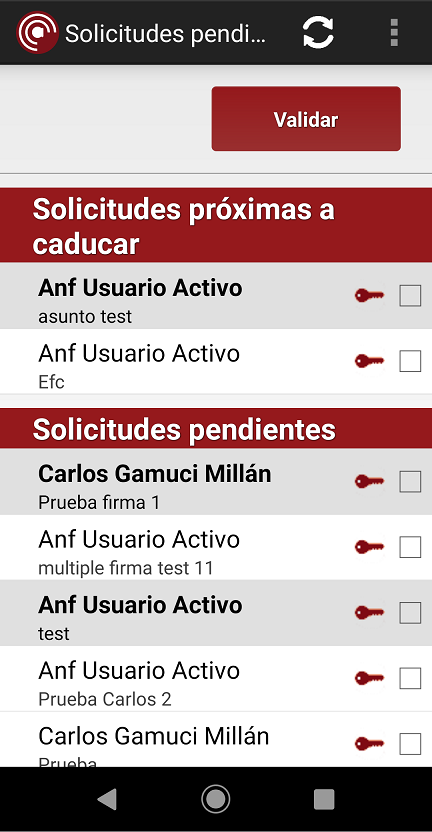 Solicitudes pendi...
Validar
Solicitudes próximas a
caducar
Anf Usuario Activo
asunto test
Anf Usuario Activo
Efc
Solicitudes pendientes
Carlos Gamuci Millán
Prueba firma 1
Anf Usuario Activo
multiple firma test 11
Anf Usuario Activo
test
Anf Usuario Activo
Prueba Carlos 2
Carlos Gamuci Millán
Prueba